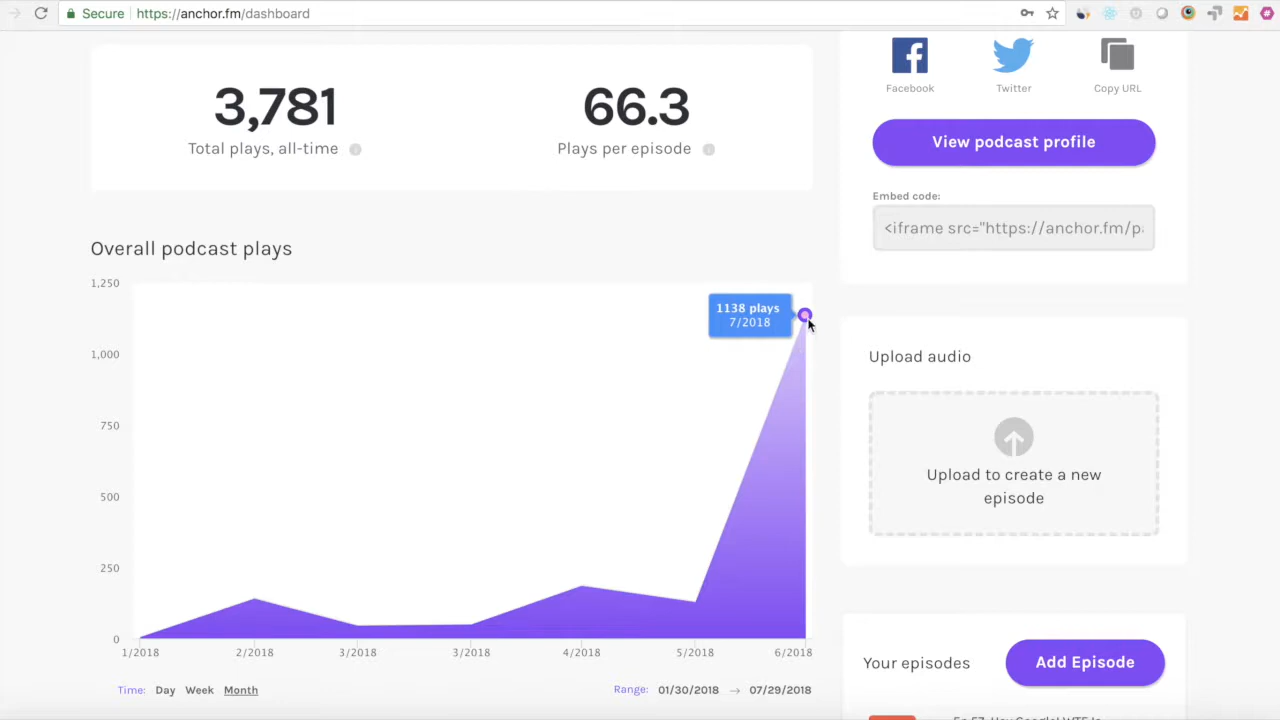 Secure https://anchor.fm/dashboard
3,781
Total plays, all-time
66.3
Plays per episode
Facebook
Twitter
Copy URL
View podcast profile
Embed code:
<iframe src="https://anchor.fm/p
Overall podcast plays
1,250
1,000
750
500
250
0
1138 plays
7/2018
1/2018 2/2018 3/2018 3/2018 4/2018 5/2018 6/2018
Time: Day Week Month
Range: 01/30/2018 → 07/29/2018
Upload audio
Upload to create a new
episode
Your episodes
Add Episode